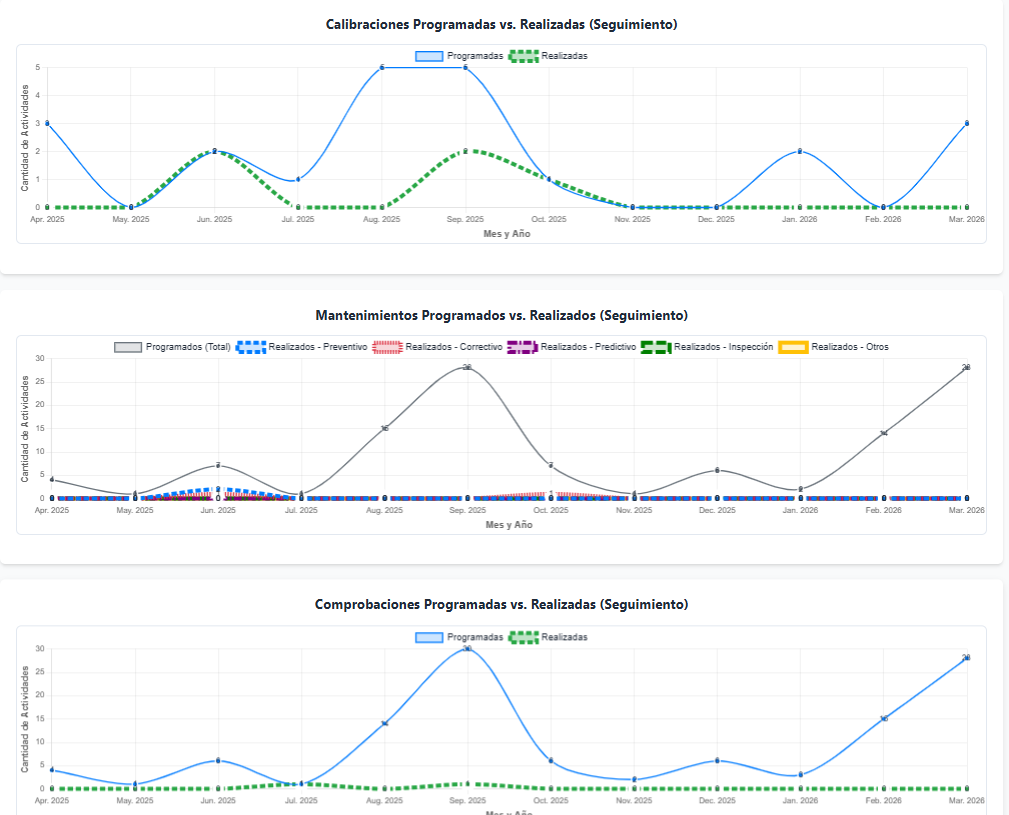 Calibraciones Programadas vs. Realizadas (Seguimiento)
Programadas Realizadas
Cantidad de Actividades
5
4
3
2
1
0
Apr. 2025 May. 2025 Jun. 2025 Jul. 2025 Aug. 2025 Sep. 2025 Oct. 2025 Nov. 2025 Dec. 2025 Jan. 2026 Feb. 2026 Mar. 2026
Mes y Año
Mantenimientos Programados vs. Realizados (Seguimiento)
Programados (Total) Realizados - Preventivo Realizados - Correctivo Realizados - Predictivo Realizados - Inspección Realizados - Otros
Cantidad de Actividades
30
25
20
15
10
5
0
Apr. 2025 May. 2025 Jun. 2025 Jul. 2025 Aug. 2025 Sep. 2025 Oct. 2025 Nov. 2025 Dec. 2025 Jan. 2026 Feb. 2026 Mar. 2026
Mes y Año
Comprobaciones Programadas vs. Realizadas (Seguimiento)
Programadas Realizadas
Cantidad de Actividades
30
25
20
15
10
5
0
Apr. 2025 May. 2025 Jun. 2025 Jul. 2025 Aug. 2025 Sep. 2025 Oct. 2025 Nov. 2025 Dec. 2025 Jan. 2026 Feb. 2026 Mar. 2026
Mes y Año